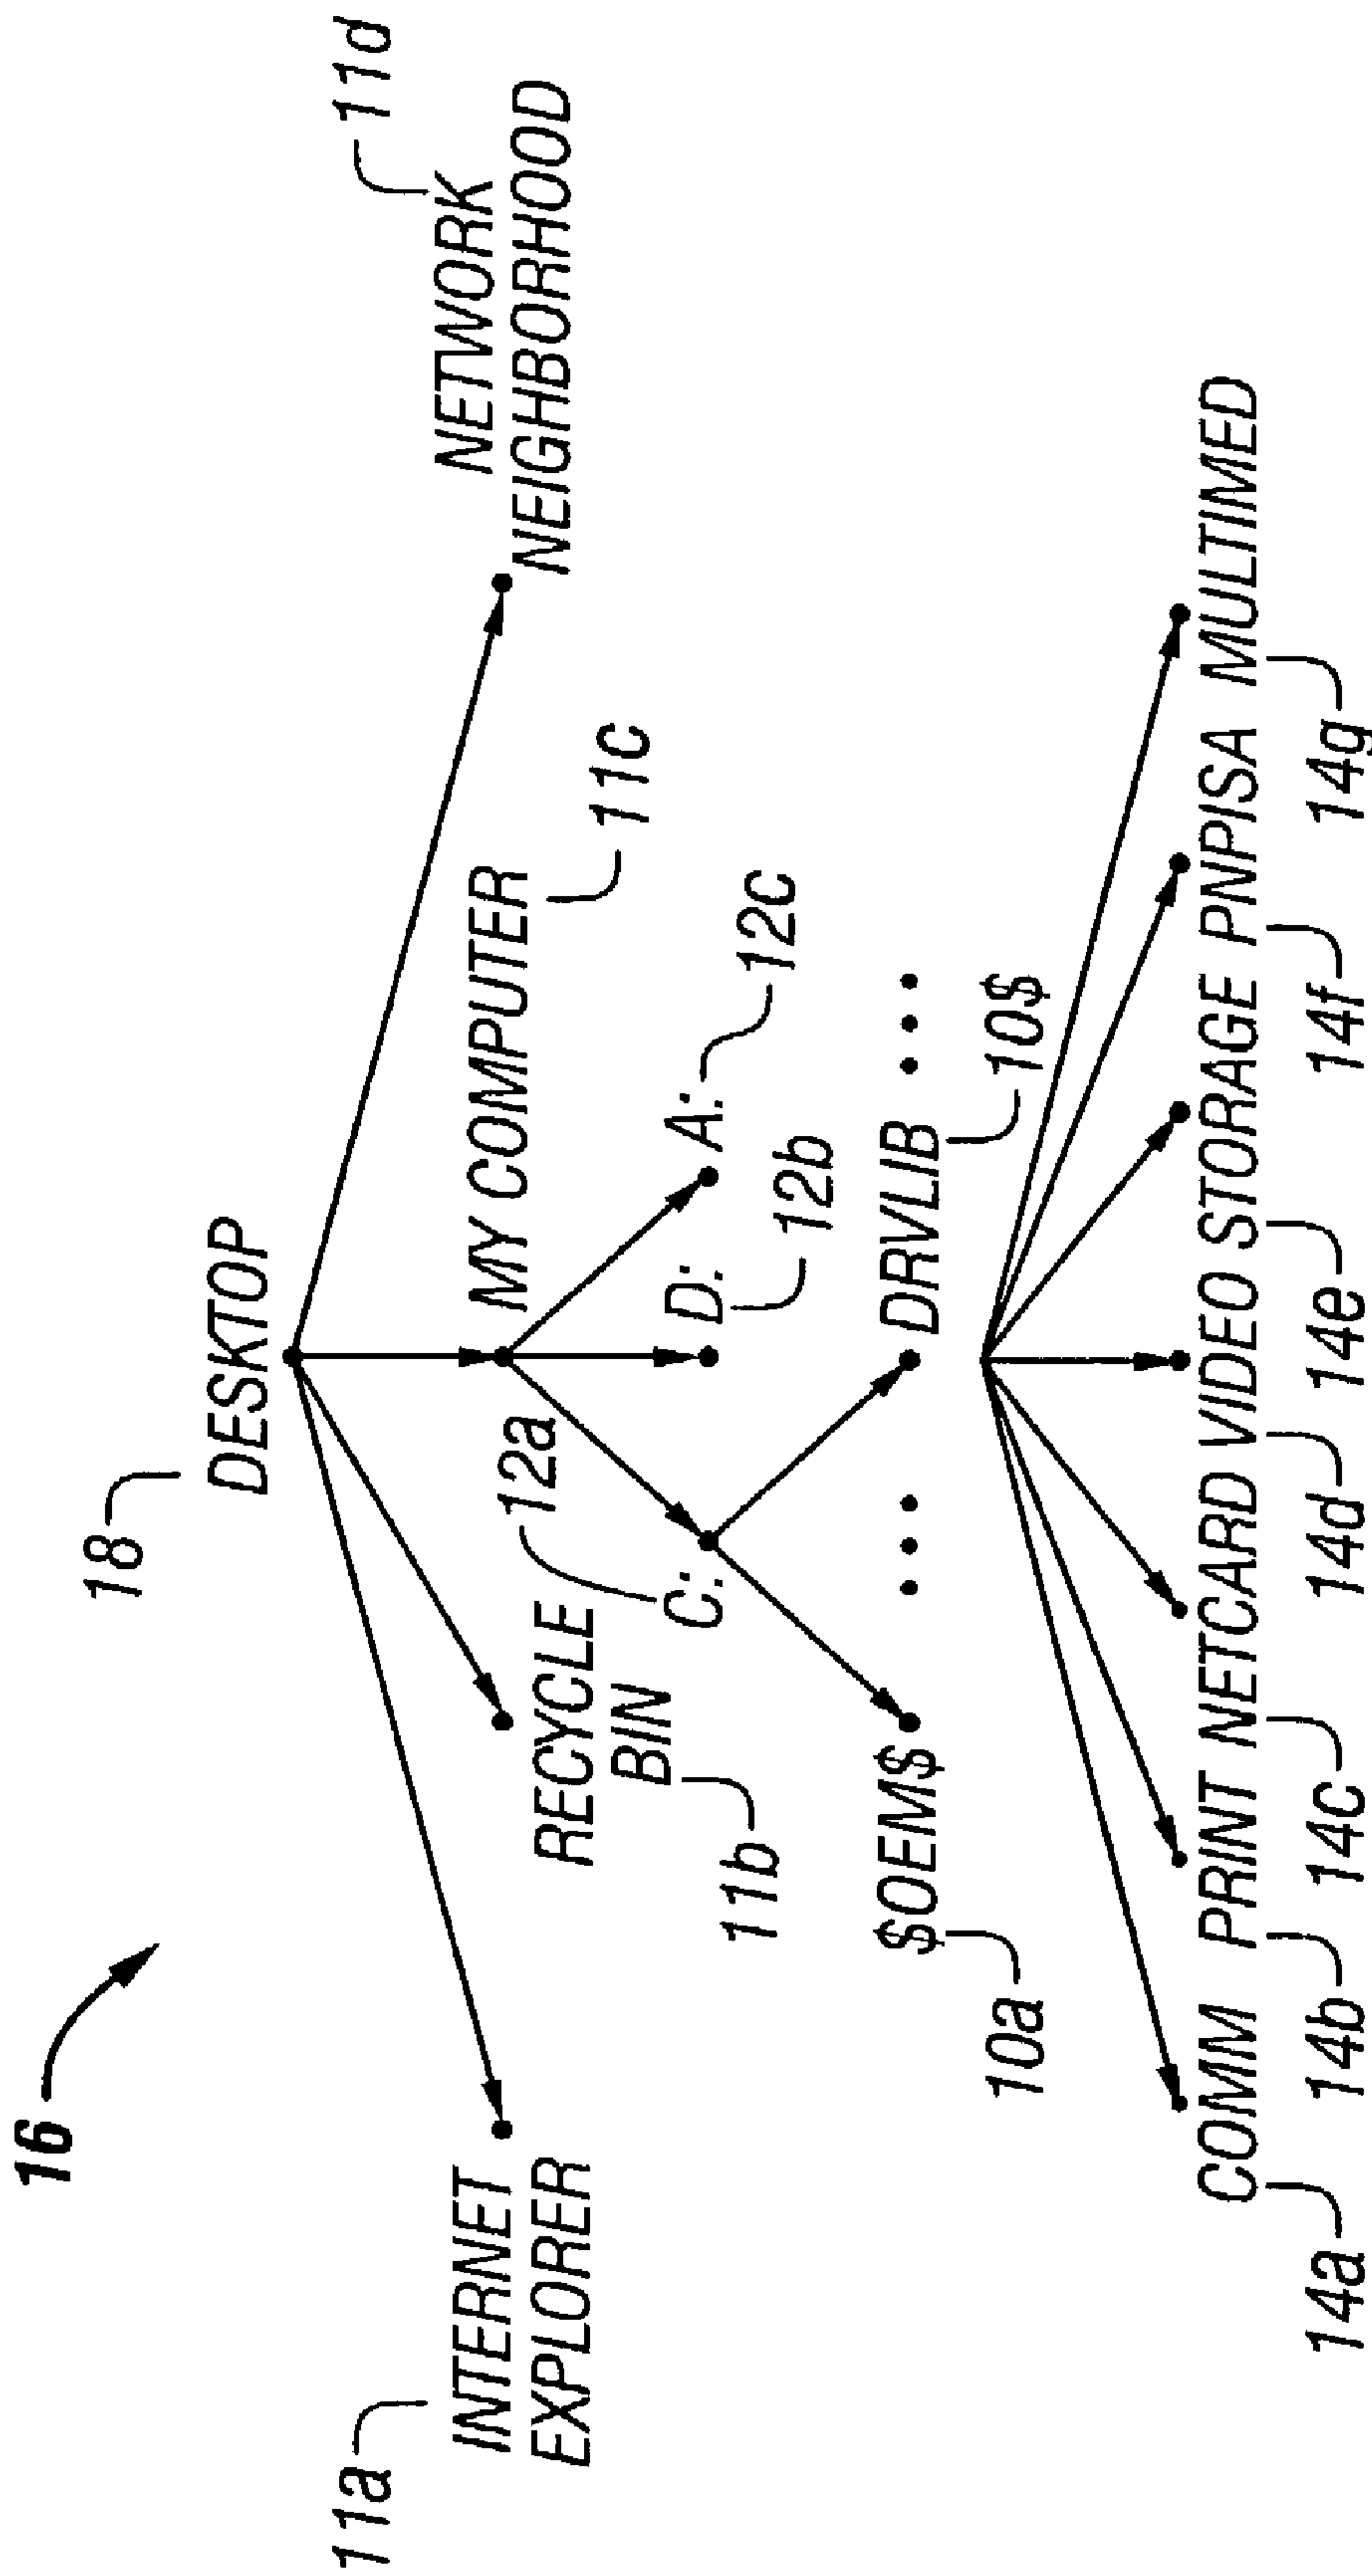 16
18
DESKTOP
11a
INTERNET
EXPLORER
RECYCLE
BIN
11b
MY COMPUTER
11c
NETWORK
NEIGHBORHOOD
11d
12a
C:
D:
12b
A:
12c
$OEM$
10a
...
DRVLIB
10$
...
COMM PRINT NETCARD VIDEO STORAGE PNPISA MULTIMED
14a 14b 14c 14d 14e 14f 14g